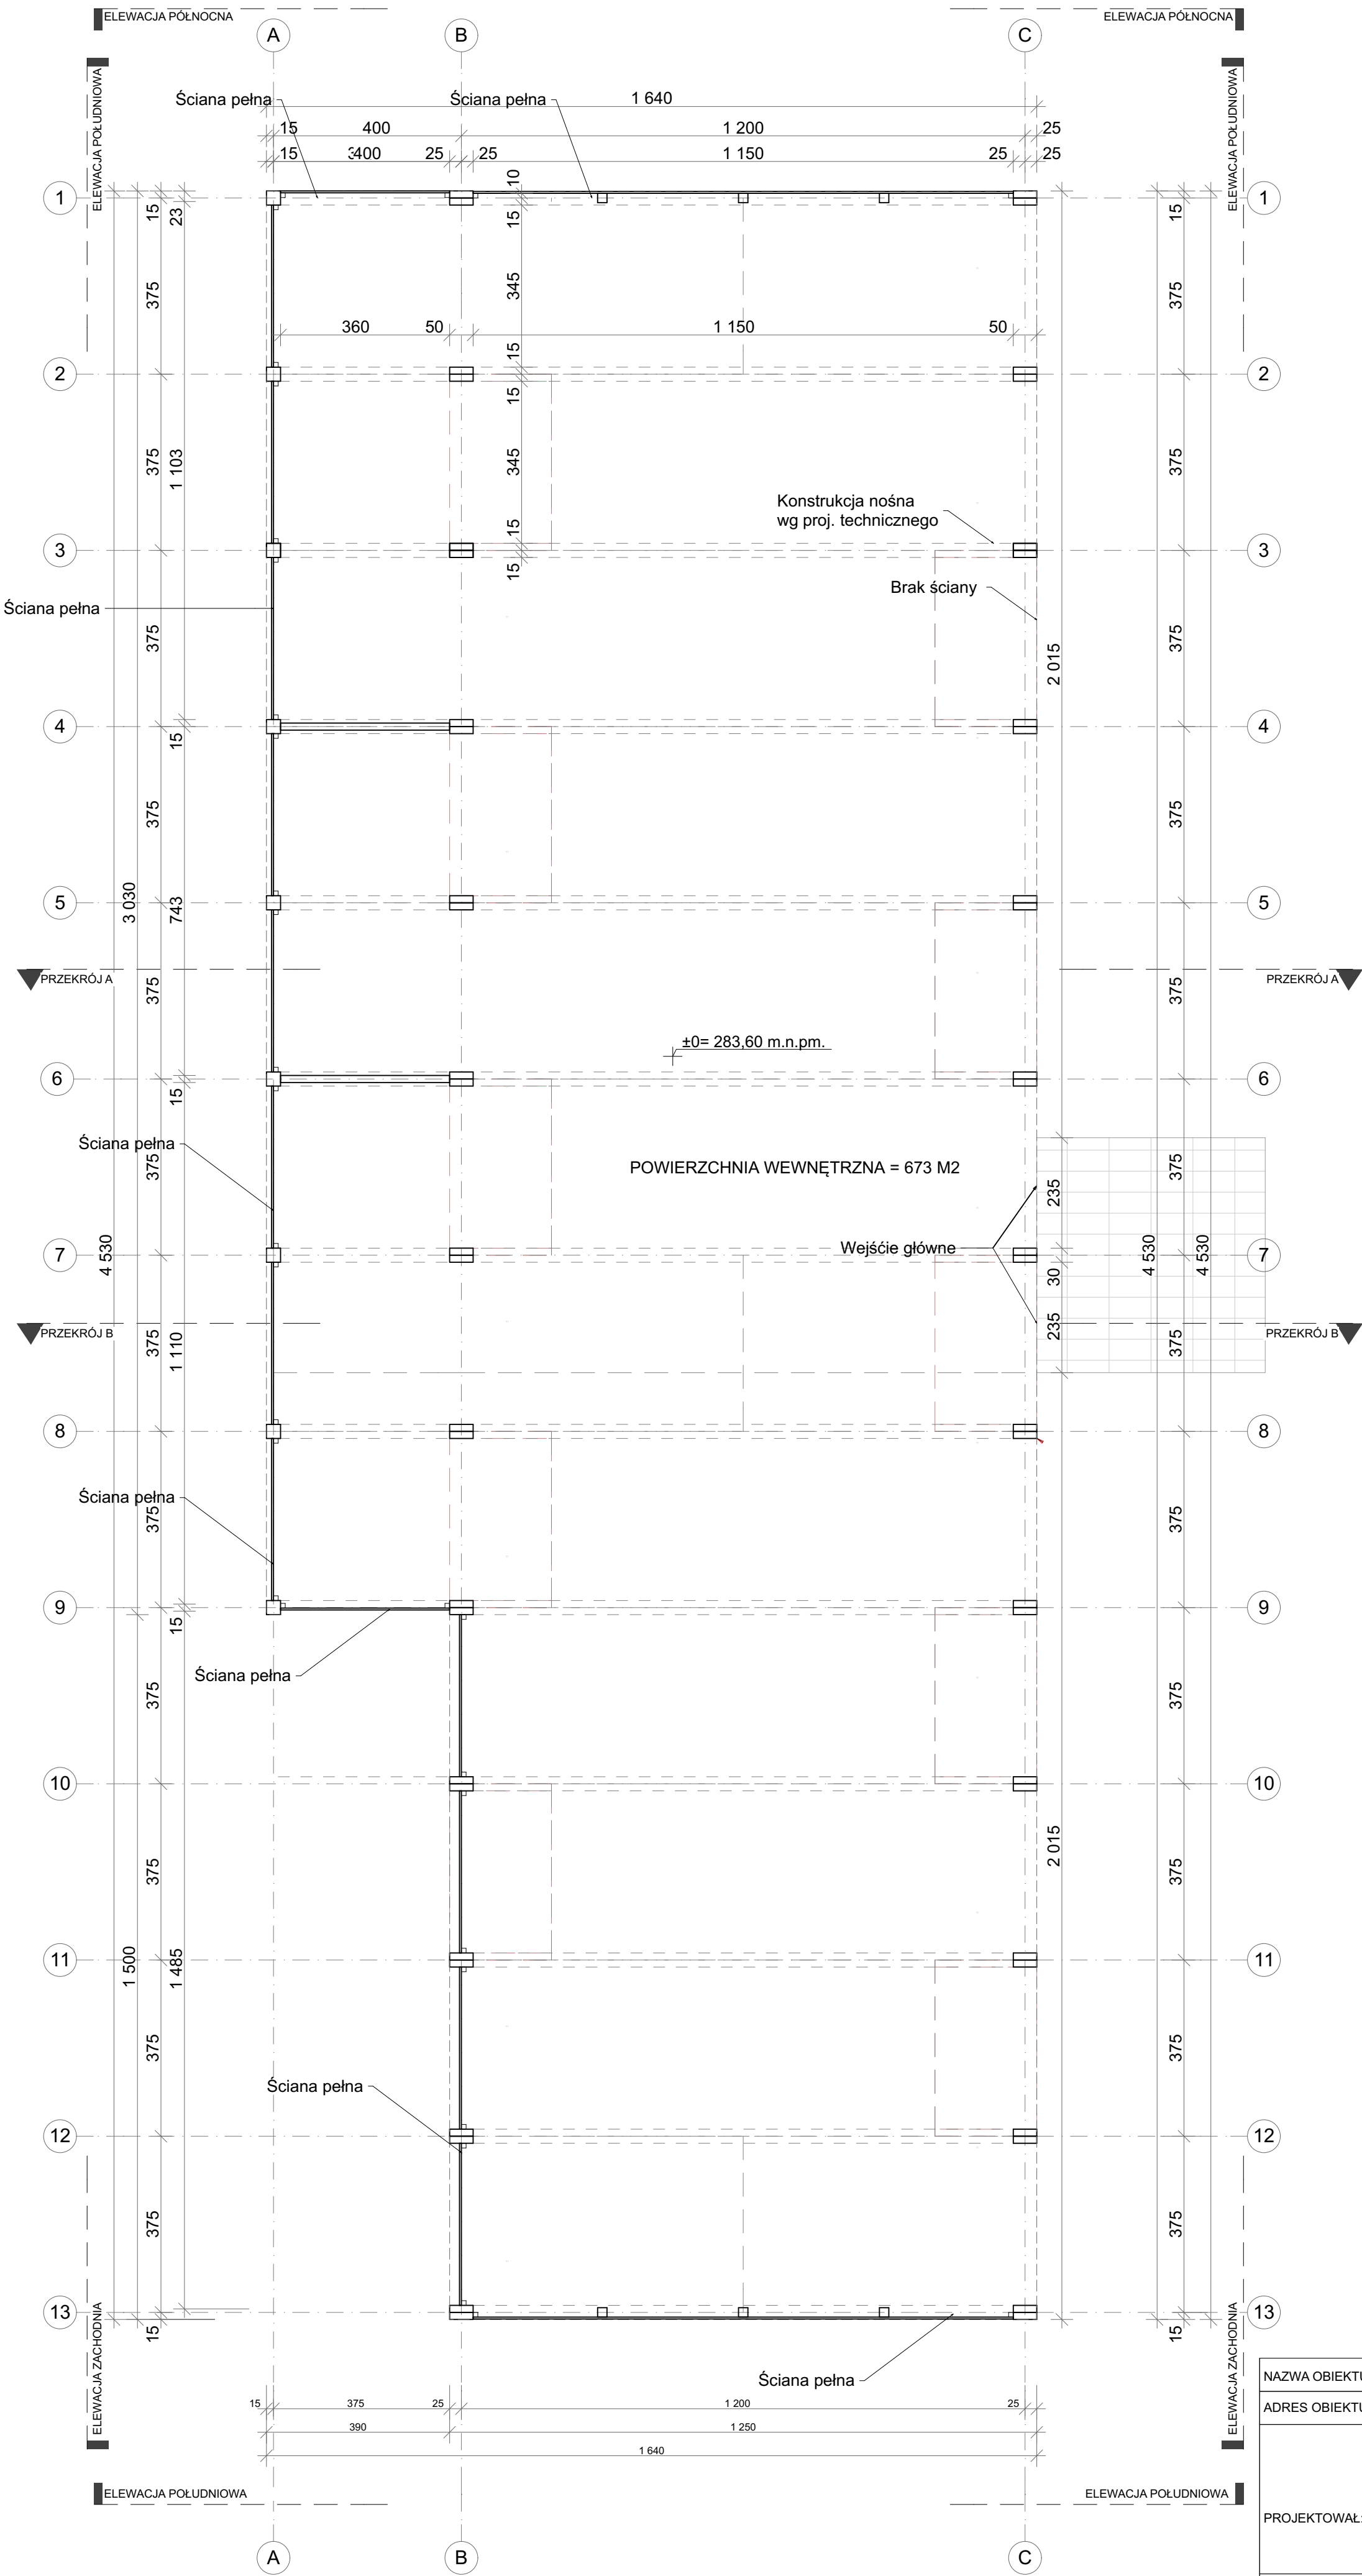 ELEWACJA PÓŁNOCNA
ELEWACJA PÓŁNOCNA
A
B
C
ELEWACJA POŁUDNIOWA
ELEWACJA POŁUDNIOWA
Ściana pełna
Ściana pełna
1 640
15
400
1 200
25
15
400
25
25
1 150
25
25
1
1
10
15
23
15
15
375
345
375
360
50
1 150
50
15
2
2
15
375
1 103
345
375
Konstrukcja nośna
wg proj. technicznego
15
3
3
15
Brak ściany
Ściana pełna
375
2 015
375
4
4
15
375
375
3 030
743
5
5
PRZEKRÓJ A
PRZEKRÓJ A
375
375
±0= 283,60 m.n.pm.
6
6
15
Ściana pełna
375
POWIERZCHNIA WEWNĘTRZNA = 673 M2
235
375
Wejśćie główne
4 530
7
30
4 530
4 530
7
PRZEKRÓJ B
375
1 110
235
375
PRZEKRÓJ B
8
8
Ściana pełna
375
375
9
9
15
Ściana pełna
375
375
10
10
375
2 015
375
1 500
1 485
11
11
375
375
Ściana pełna
12
12
375
375
13
13
15
15
ELEWACJA ZACHODNIA
ELEWACJA ZACHODNIA
Ściana pełna
NAZWA OBIEKTU
ADRES OBIEKTU
15
375
25
1 200
25
390
1 250
1 640
ELEWACJA POŁUDNIOWA
ELEWACJA POŁUDNIOWA
PROJEKTOWAŁ:
A
B
C